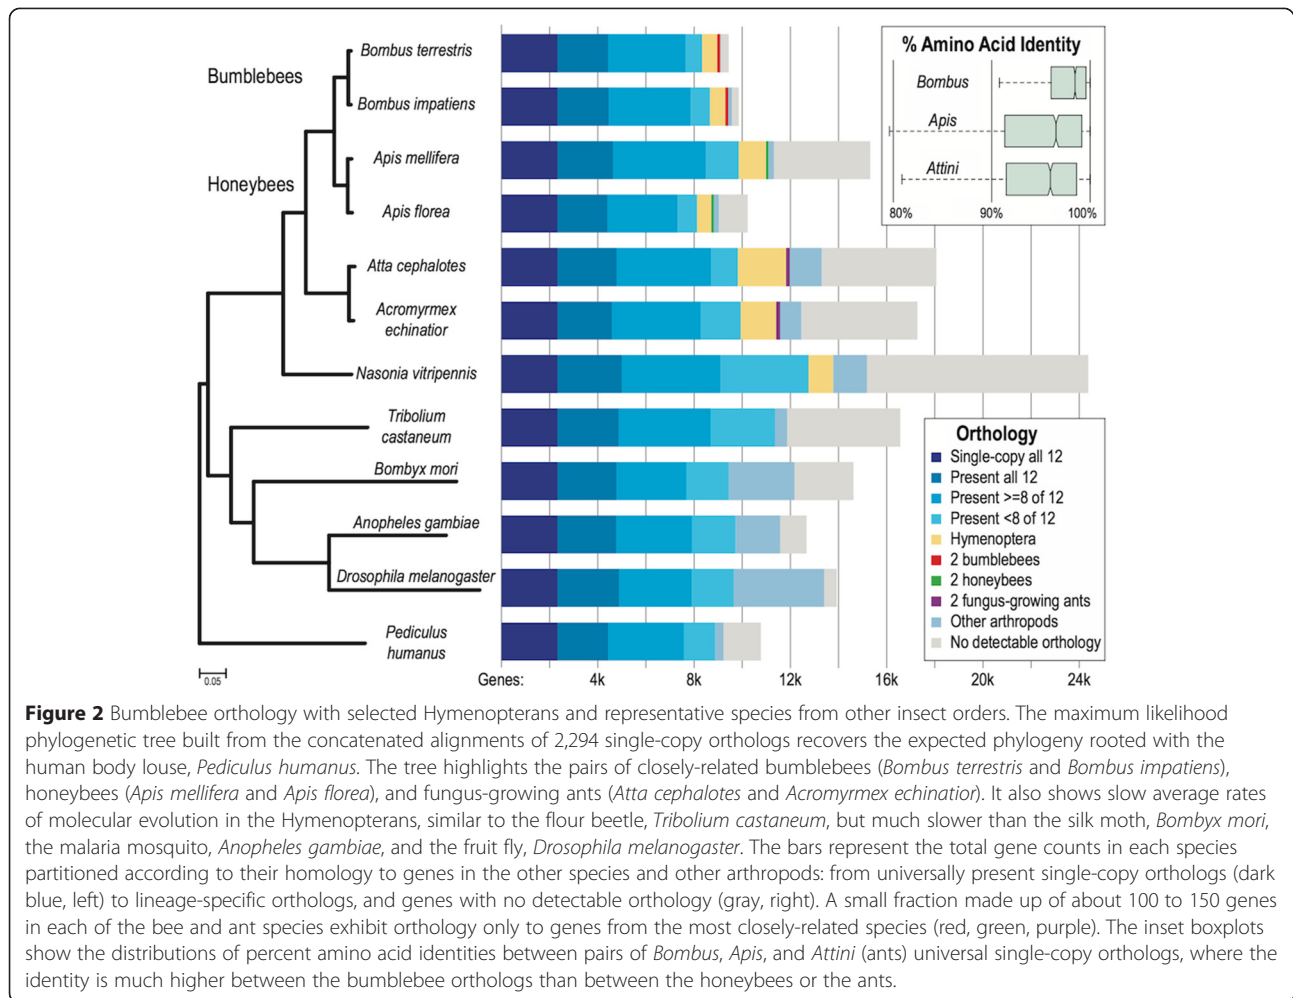 Bumblebees
Honeybees
Bombus terrestris
Bombus impatiens
Apis mellifera
Apis florea
Atta cephalotes
Acromyrmex
echinatior
Nasonia vitripennis
Tribolium
castaneum
Bombyx mori
Anopheles gambiae
Drosophila melanogaster
Pediculus
humanus
0.05
% Amino Acid Identity
Bombus
Apis
Attini
80% 90% 100%
Orthology
Single-copy all 12
Present all 12
Present >=8 of 12
Present <8 of 12
Hymenoptera
2 bumblebees
2 honeybees
2 fungus-growing ants
Other arthropods
No detectable orthology
Genes: 4k 8k 12k 16k 20k 24k
Figure 2 Bumblebee orthology with selected Hymenopterans and representative species from other insect orders. The maximum likelihood
phylogenetic tree built from the concatenated alignments of 2,294 single-copy orthologs recovers the expected phylogeny rooted with the
human body louse, Pediculus humanus. The tree highlights the pairs of closely-related bumblebees (Bombus terrestris and Bombus impatiens),
honeybees (Apis mellifera and Apis florea), and fungus-growing ants (Atta cephalotes and Acromyrmex echinatior). It also shows slow average rates
of molecular evolution in the Hymenopterans, similar to the flour beetle, Tribolium castaneum, but much slower than the silk moth, Bombyx mori,
the malaria mosquito, Anopheles gambiae, and the fruit fly, Drosophila melanogaster. The bars represent the total gene counts in each species
partitioned according to their homology to genes in the other species and other arthropods: from universally present single-copy orthologs (dark
blue, left) to lineage-specific orthologs, and genes with no detectable orthology (gray, right). A small fraction made up of about 100 to 150 genes
in each of the bee and ant species exhibit orthology only to genes from the most closely-related species (red, green, purple). The inset boxplots
show the distributions of percent amino acid identities between pairs of Bombus, Apis, and Attini (ants) universal single-copy orthologs, where the
identity is much higher between the bumblebee orthologs than between the honeybees or the ants.